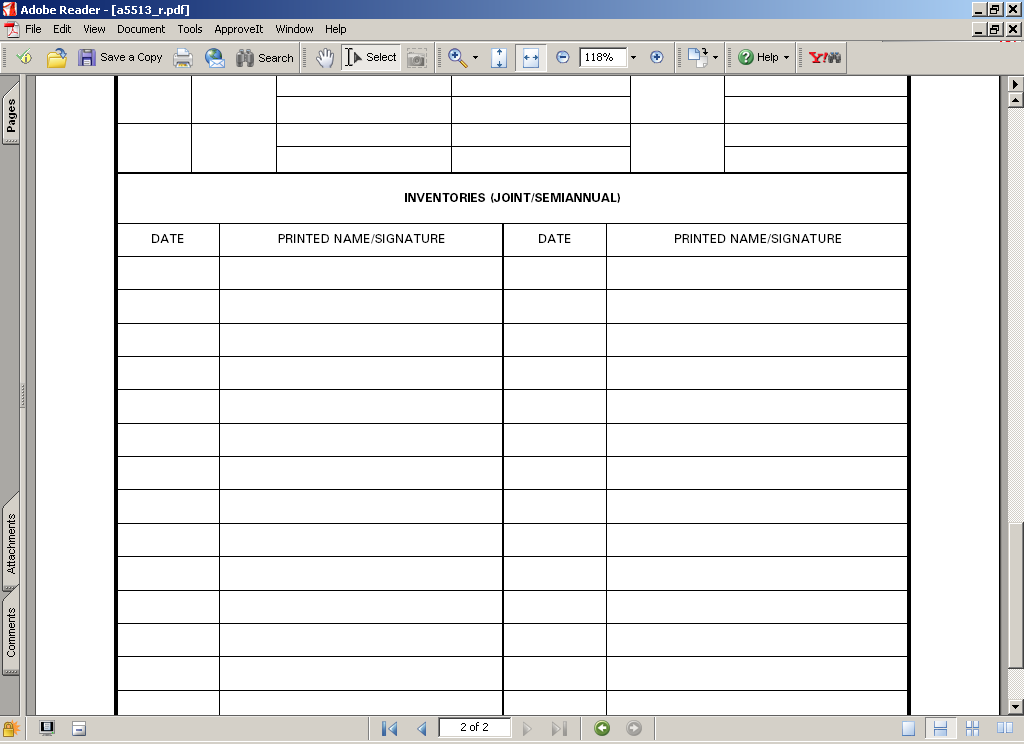 Adobe Reader - [a5513_r.pdf]
File Edit View Document Tools ApproveIt Window Help
Save a Copy Search Select 118% Help Y!
Pages
INVENTORIES (JOINT/SEMIANNUAL)
DATE PRINTED NAME/SIGNATURE DATE PRINTED NAME/SIGNATURE
Attachments
Comments
2 of 2